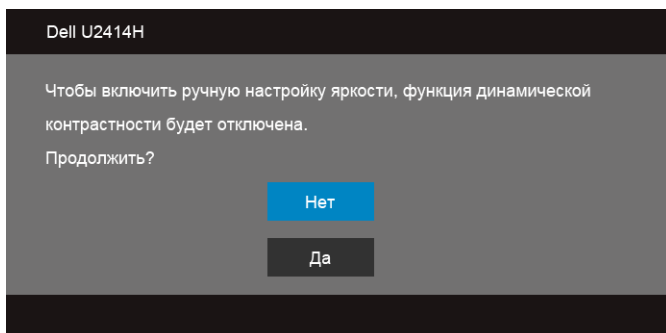 Dell U2414H
Чтобы включить ручную настройку яркости, функция динамической
контрастности будет отключена.
Продолжить?
Нет
Да